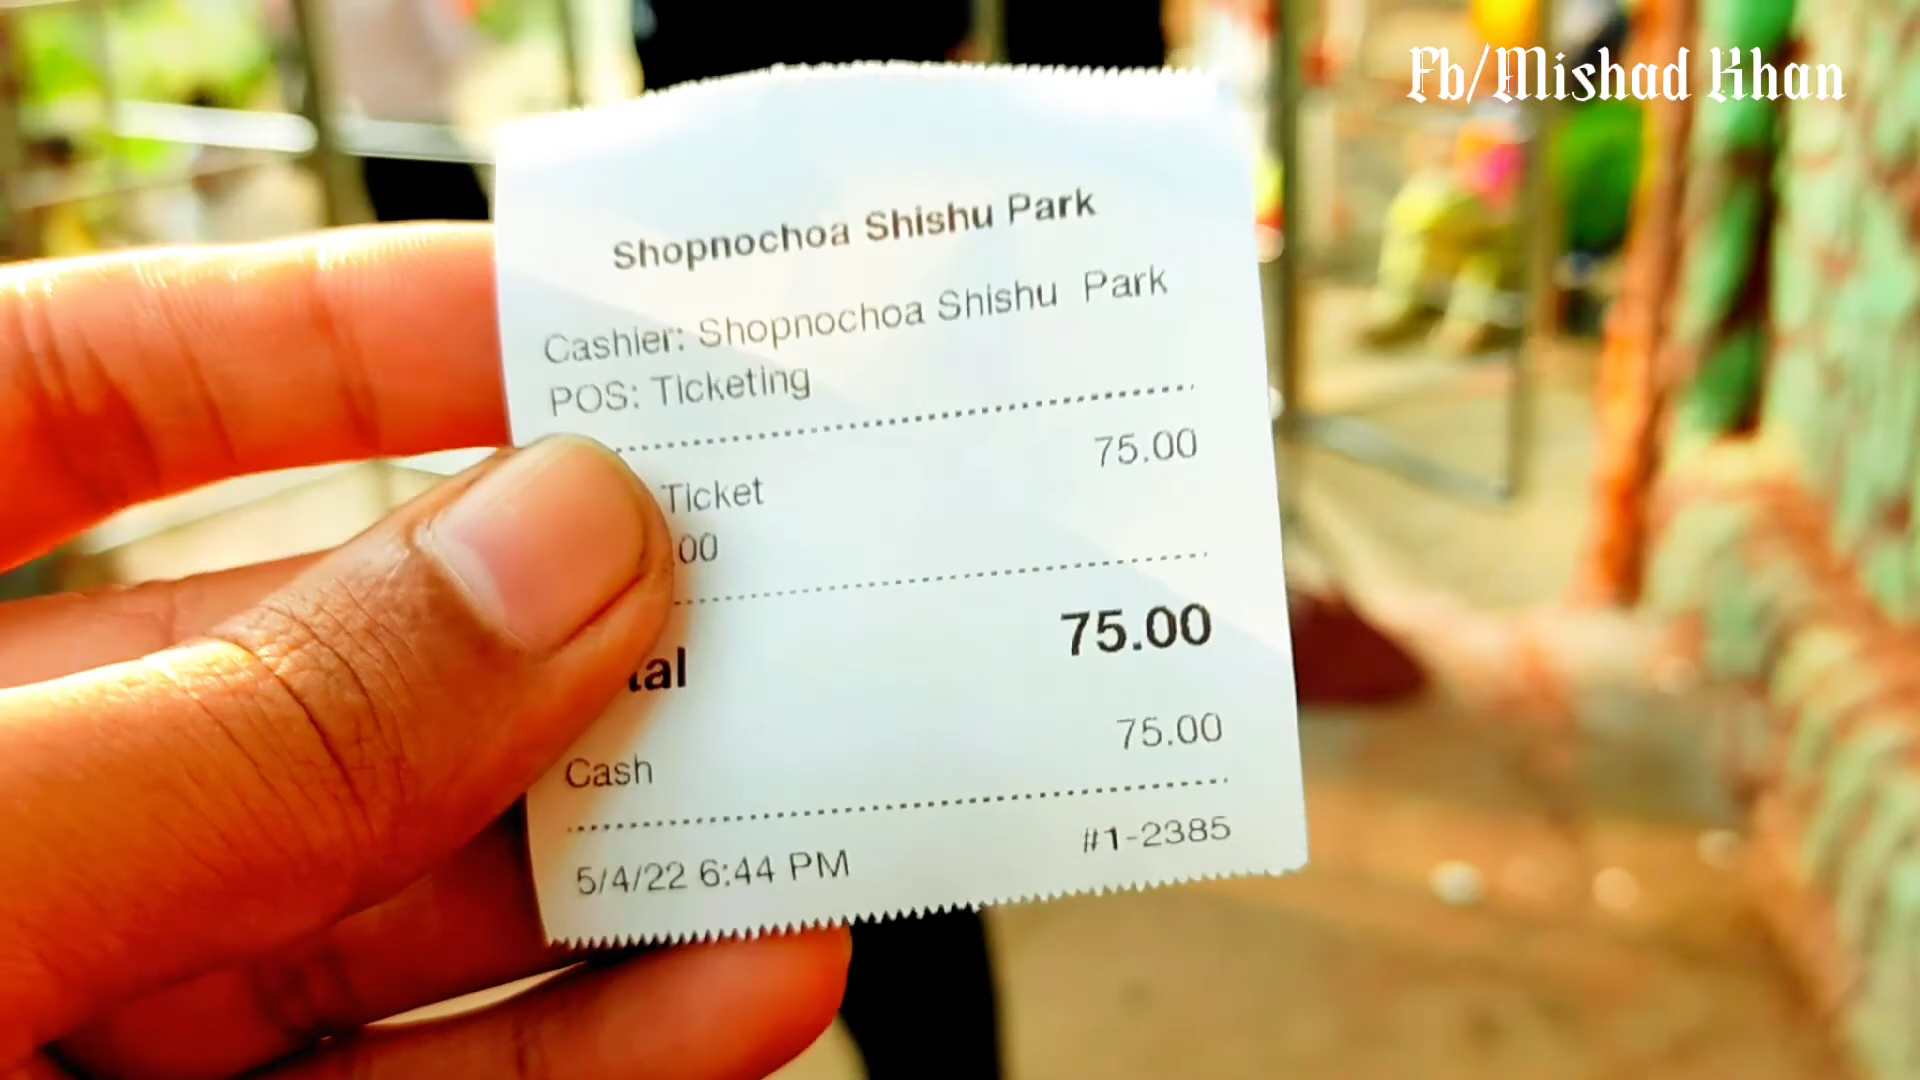 Fb/Mishad Khan
Shopnochoa Shishu Park
Cashier: Shopnochoa Shishu Park
POS: Ticketing
Ticket 75.00
.00
75.00
Cash 75.00
5/4/22 6:44 PM #1-2385